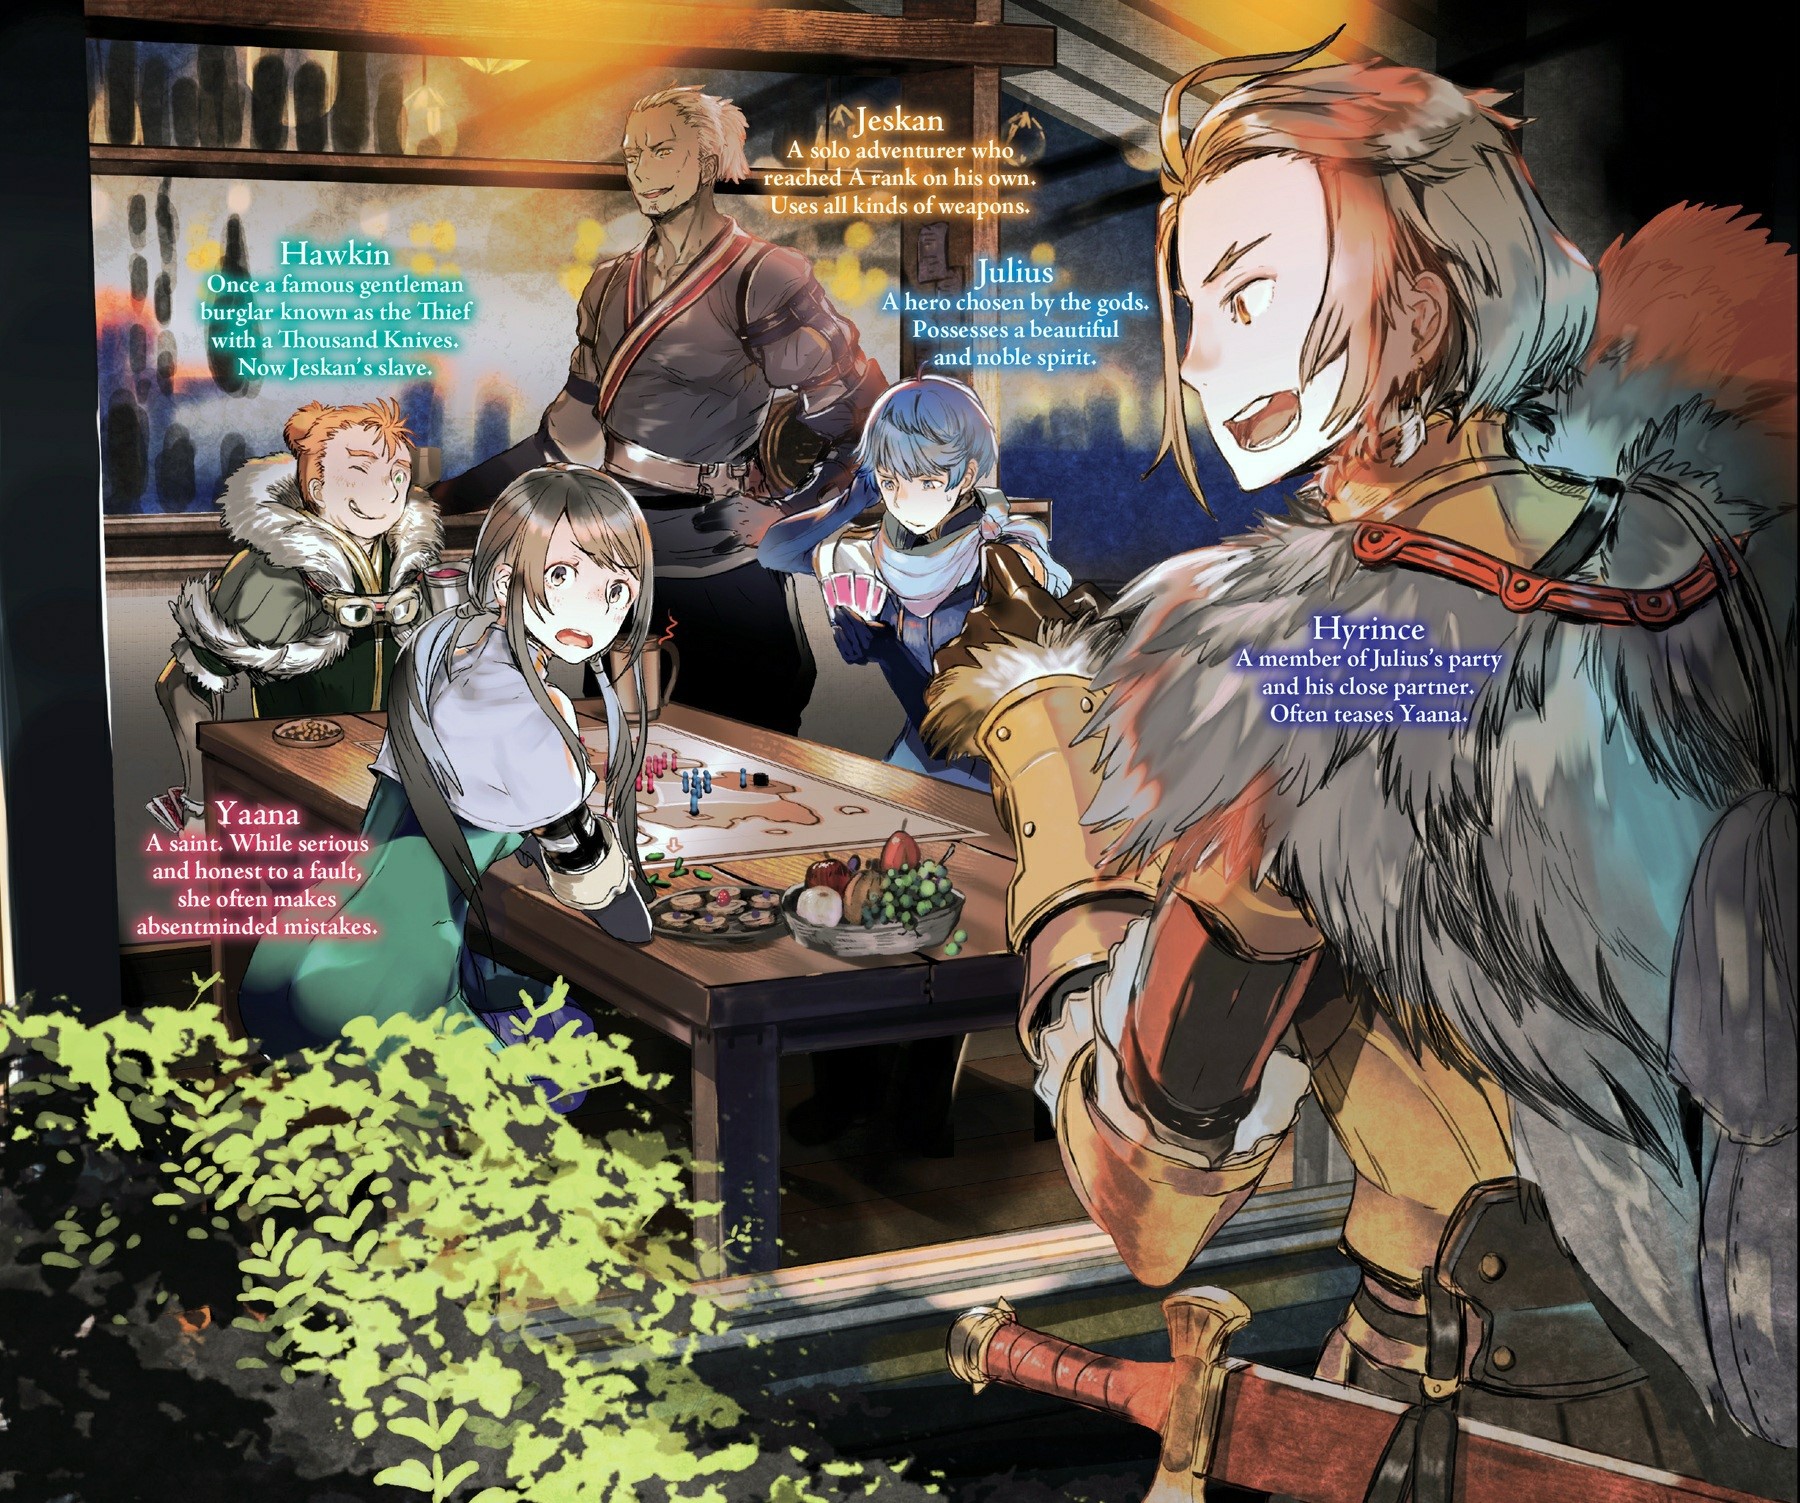 Jeskan
A solo adventurer who
reached A rank on his own.
Uses all kinds of weapons.
Hawkin
Once a famous gentleman
burglar known as the Thief
with a Thousand Knives.
Now Jeskan's slave.
Julius
A hero chosen by the gods.
Possesses a beautiful
and noble spirit.
Hyrince
A member of Julius's party
and his close partner.
Often teases Yaana.
Yaana
A saint. While serious
and honest to a fault,
she often makes
absentminded mistakes.